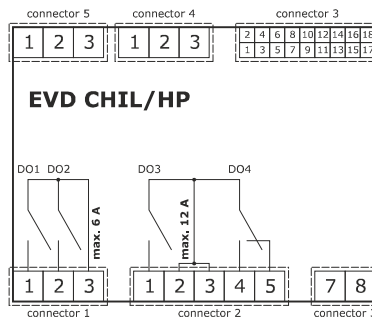 connector 5 connector 4 connector 3
1 2 3 1 2 3
2 4 6 8 10 12 14 16 18
1 3 5 7 9 11 13 15 17
EVD CHIL/HP
DO1 DO2 DO3 DO4
max. 6 A max. 12 A
1 2 3 1 2 3 4 5 7 8
connector 1 connector 2 connector